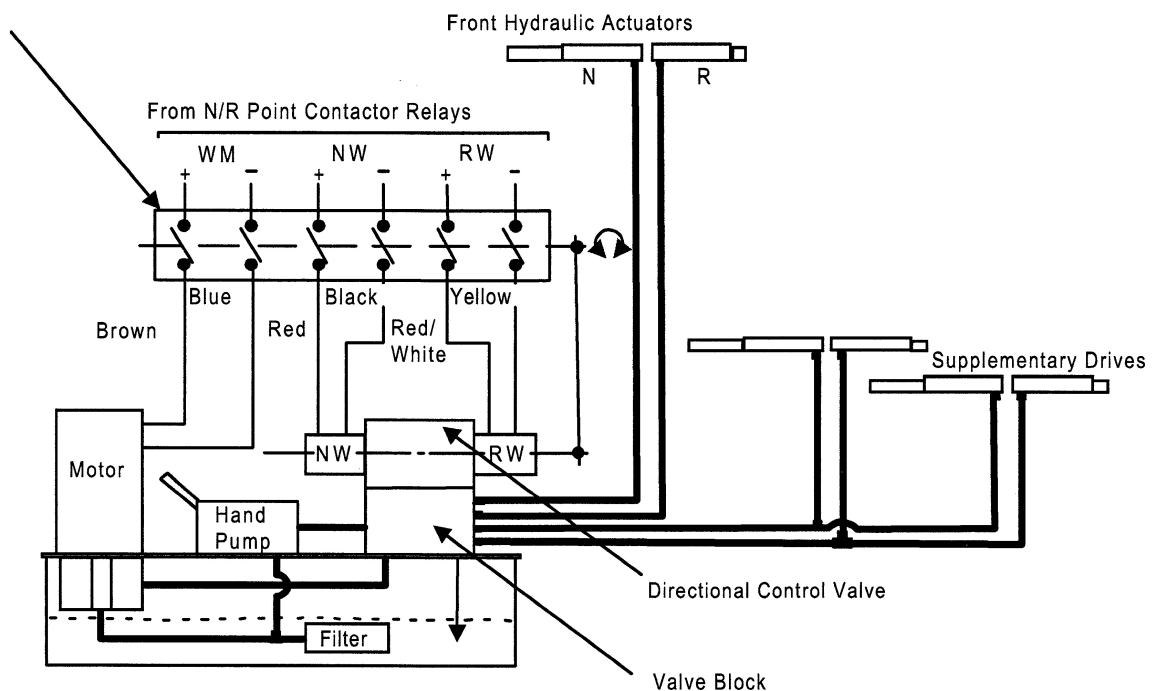 Front Hydraulic Actuators
N R
From N/R Point Contactor Relays
WM NW RW
+ − + − + −
Blue Black Yellow
Brown Red Red/
White
Supplementary Drives
Motor NW RW
Hand
Pump
Directional Control Valve
Filter
Valve Block